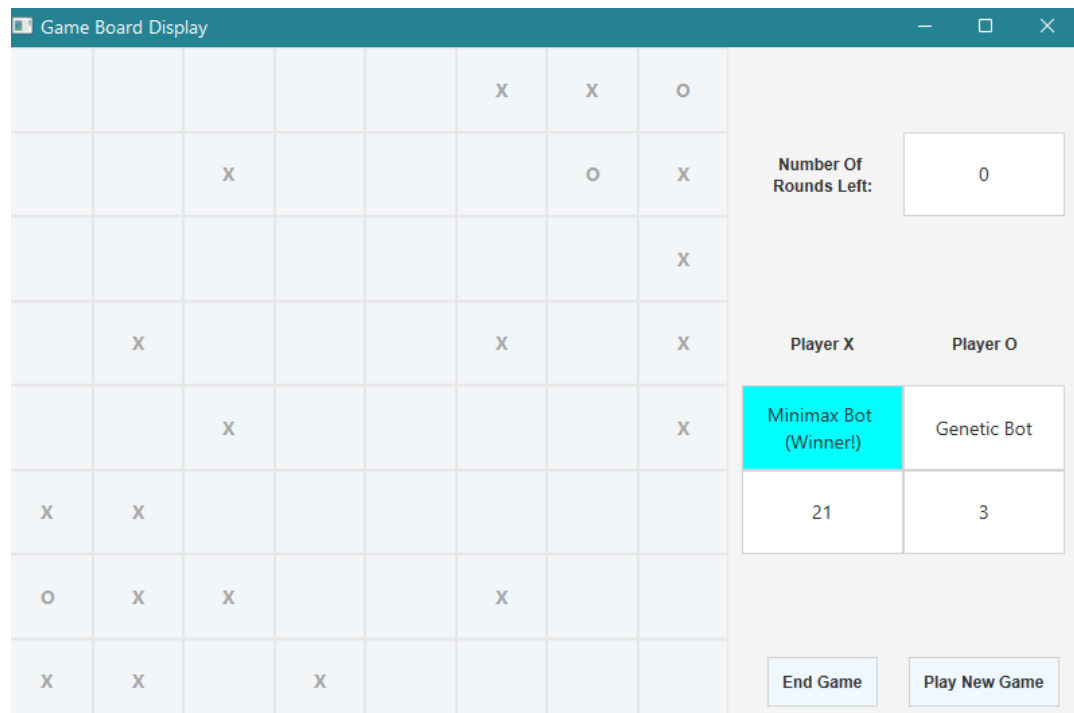 Game Board Display
X X O
X O X
X
X X X
X X
X X
O X X X
X X X
Number Of
Rounds Left:
0
Player X
Player O
Minimax Bot
(Winner!)
Genetic Bot
21
3
End Game
Play New Game